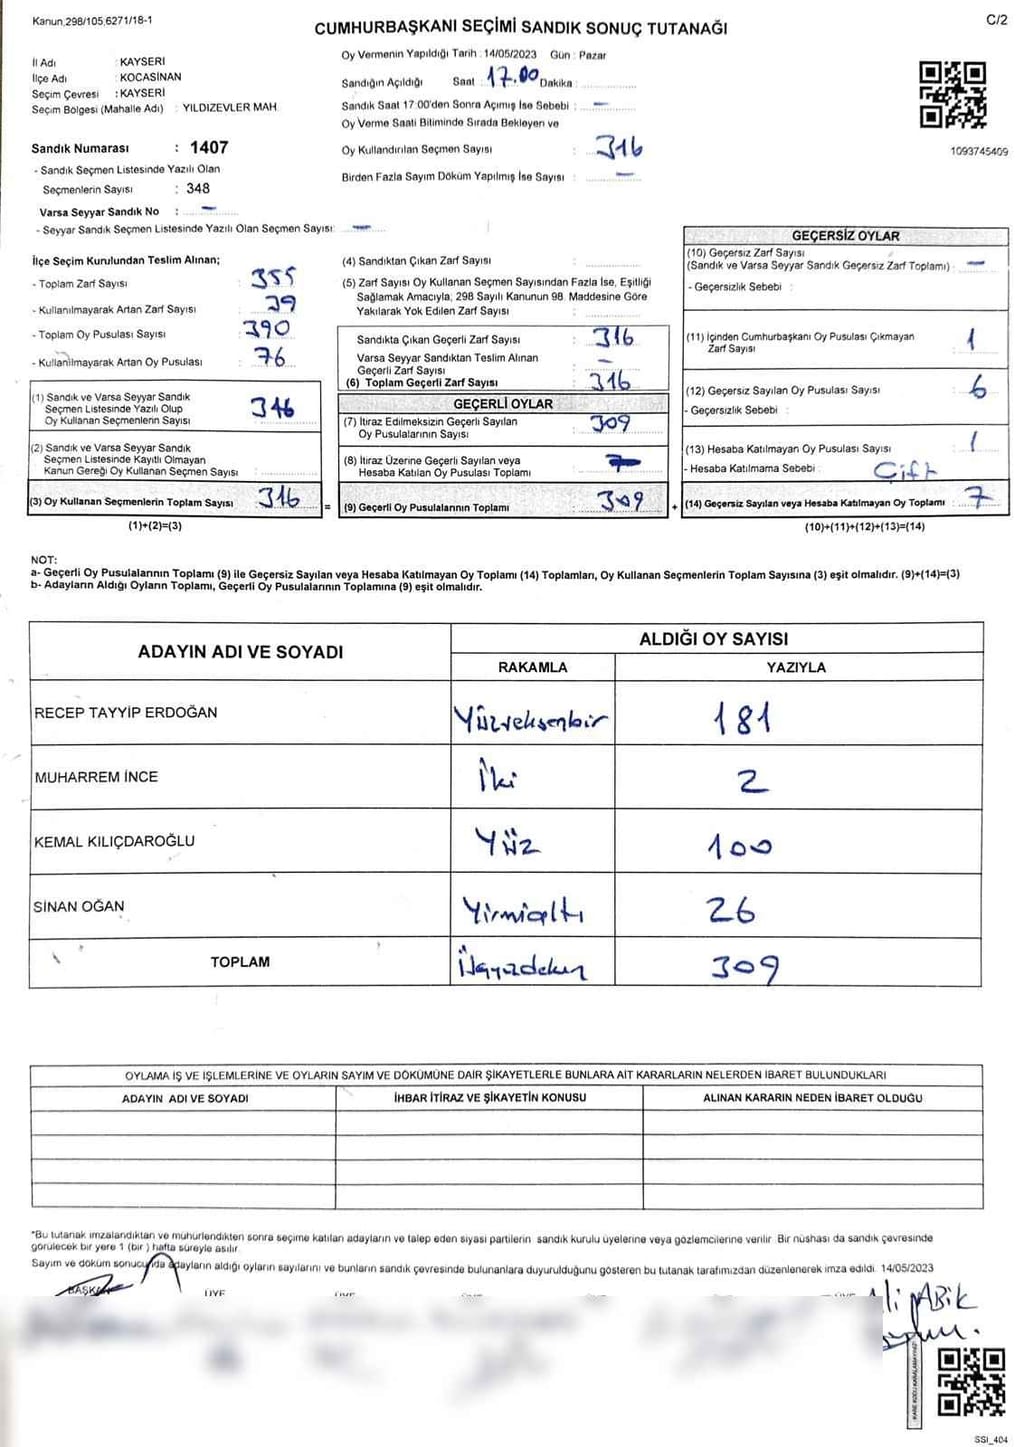 Kanun.298/105,6271/18-1
C/2
CUMHURBAŞKANI SEÇİMİ SANDIK SONUÇ TUTANAĞI
İl Adı : KAYSERİ
İlçe Adı : KOCASİNAN
Seçim Çevresi : KAYSERİ
Seçim Bölgesi (Mahalle Adı) : YILDIZEVLER MAH.
Oy Vermenin Yapıldığı Tarih : 14/05/2023 Gün : Pazar
Sandığın Açıldığı Saat : 17.00 Dakika :
Sandık Saat 17:00'den Sonra Açımış İse Sebebi : –
Oy Verme Saati Bitiminde Sırada Bekleyen ve
Oy Kullandırılan Seçmen Sayısı : 316
Birden Fazla Sayım Döküm Yapılmış İse Sayısı : –
1093745409
Sandık Numarası : 1407
- Sandık Seçmen Listesinde Yazılı Olan
Seçmenlerin Sayısı : 348
Varsa Seyyar Sandık No : –
- Seyyar Sandık Seçmen Listesinde Yazılı Olan Seçmen Sayısı: –
İlçe Seçim Kurulundan Teslim Alınan;
- Toplam Zarf Sayısı : 355
- Kullanılmayarak Artan Zarf Sayısı : 39
- Toplam Oy Pusulası Sayısı : 390
- Kullanılmayarak Artan Oy Pusulası : 76
(1) Sandık ve Varsa Seyyar Sandık
Seçmen Listesinde Yazılı Olup
Oy Kullanan Seçmenlerin Sayısı : 316
(2) Sandık ve Varsa Seyyar Sandık
Seçmen Listesinde Kayıtlı Olmayan
Kanun Gereği Oy Kullanan Seçmen Sayısı :
(3) Oy Kullanan Seçmenlerin Toplam Sayısı : 316
(1)+(2)=(3)
(4) Sandıktan Çıkan Zarf Sayısı :
(5) Zarf Sayısı Oy Kullanan Seçmen Sayısından Fazla İse, Eşitliği
Sağlamak Amacıyla, 298 Sayılı Kanunun 98. Maddesine Göre
Yakılarak Yok Edilen Zarf Sayısı :
Sandıkta Çıkan Geçerli Zarf Sayısı : 316
Varsa Seyyar Sandıktan Teslim Alınan
Geçerli Zarf Sayısı : –
(6) Toplam Geçerli Zarf Sayısı : 316
GEÇERLİ OYLAR
(7) İtiraz Edilmeksizin Geçerli Sayılan
Oy Pusulalarının Sayısı : 309
(8) İtiraz Üzerine Geçerli Sayılan veya
Hesaba Katılan Oy Pusulası Toplamı :
= (9) Geçerli Oy Pusulalarının Toplamı : 309
GEÇERSİZ OYLAR
(10) Geçersiz Zarf Sayısı
(Sandık ve Varsa Seyyar Sandık Geçersiz Zarf Toplamı) : –
- Geçersizlik Sebebi :
(11) İçinden Cumhurbaşkanı Oy Pusulası Çıkmayan
Zarf Sayısı : 1
(12) Geçersiz Sayılan Oy Pusulası Sayısı : 6
- Geçersizlik Sebebi :
(13) Hesaba Katılmayan Oy Pusulası Sayısı : 1
- Hesaba Katılmama Sebebi : Çift
+ (14) Geçersiz Sayılan veya Hesaba Katılmayan Oy Toplamı : 7
(10)+(11)+(12)+(13)=(14)
NOT:
a- Geçerli Oy Pusulalarının Toplamı (9) ile Geçersiz Sayılan veya Hesaba Katılmayan Oy Toplamı (14) Toplamları, Oy Kullanan Seçmenlerin Toplam Sayısına (3) eşit olmalıdır. (9)+(14)=(3)
b- Adayların Aldığı Oyların Toplamı, Geçerli Oy Pusulalarının Toplamına (9) eşit olmalıdır.
ADAYIN ADI VE SOYADI
ALDIĞI OY SAYISI
RAKAMLA YAZIYLA
RECEP TAYYİP ERDOĞAN Yüzseksenbir 181
MUHARREM İNCE İki 2
KEMAL KILIÇDAROĞLU Yüz 100
SİNAN OĞAN Yirmialtı 26
TOPLAM Üçyüzdokuz 309
OYLAMA İŞ VE İŞLEMLERİNE VE OYLARIN SAYIM VE DÖKÜMÜNE DAİR ŞİKAYETLERLE BUNLARA AİT KARARLARIN NELERDEN İBARET BULUNDUKLARI
ADAYIN ADI VE SOYADI İHBAR İTİRAZ VE ŞİKAYETİN KONUSU ALINAN KARARIN NEDEN İBARET OLDUĞU
"Bu tutanak imzalandıktan ve mühürlendikten sonra seçime katılan adayların ve talep eden siyasi partilerin sandık kurulu üyelerine veya gözlemcilerine verilir. Bir nüshası da sandık çevresinde
görülecek bir yere 1 (bir ) hafta süreyle asılır.
Sayım ve döküm sonucunda adayların aldığı oyların sayılarını ve bunların sandık çevresinde bulunanlara duyurulduğunu gösteren bu tutanak tarafımızdan düzenlenerek imza edildi. 14/05/2023
BAŞKAN ÜYE
SSI_404